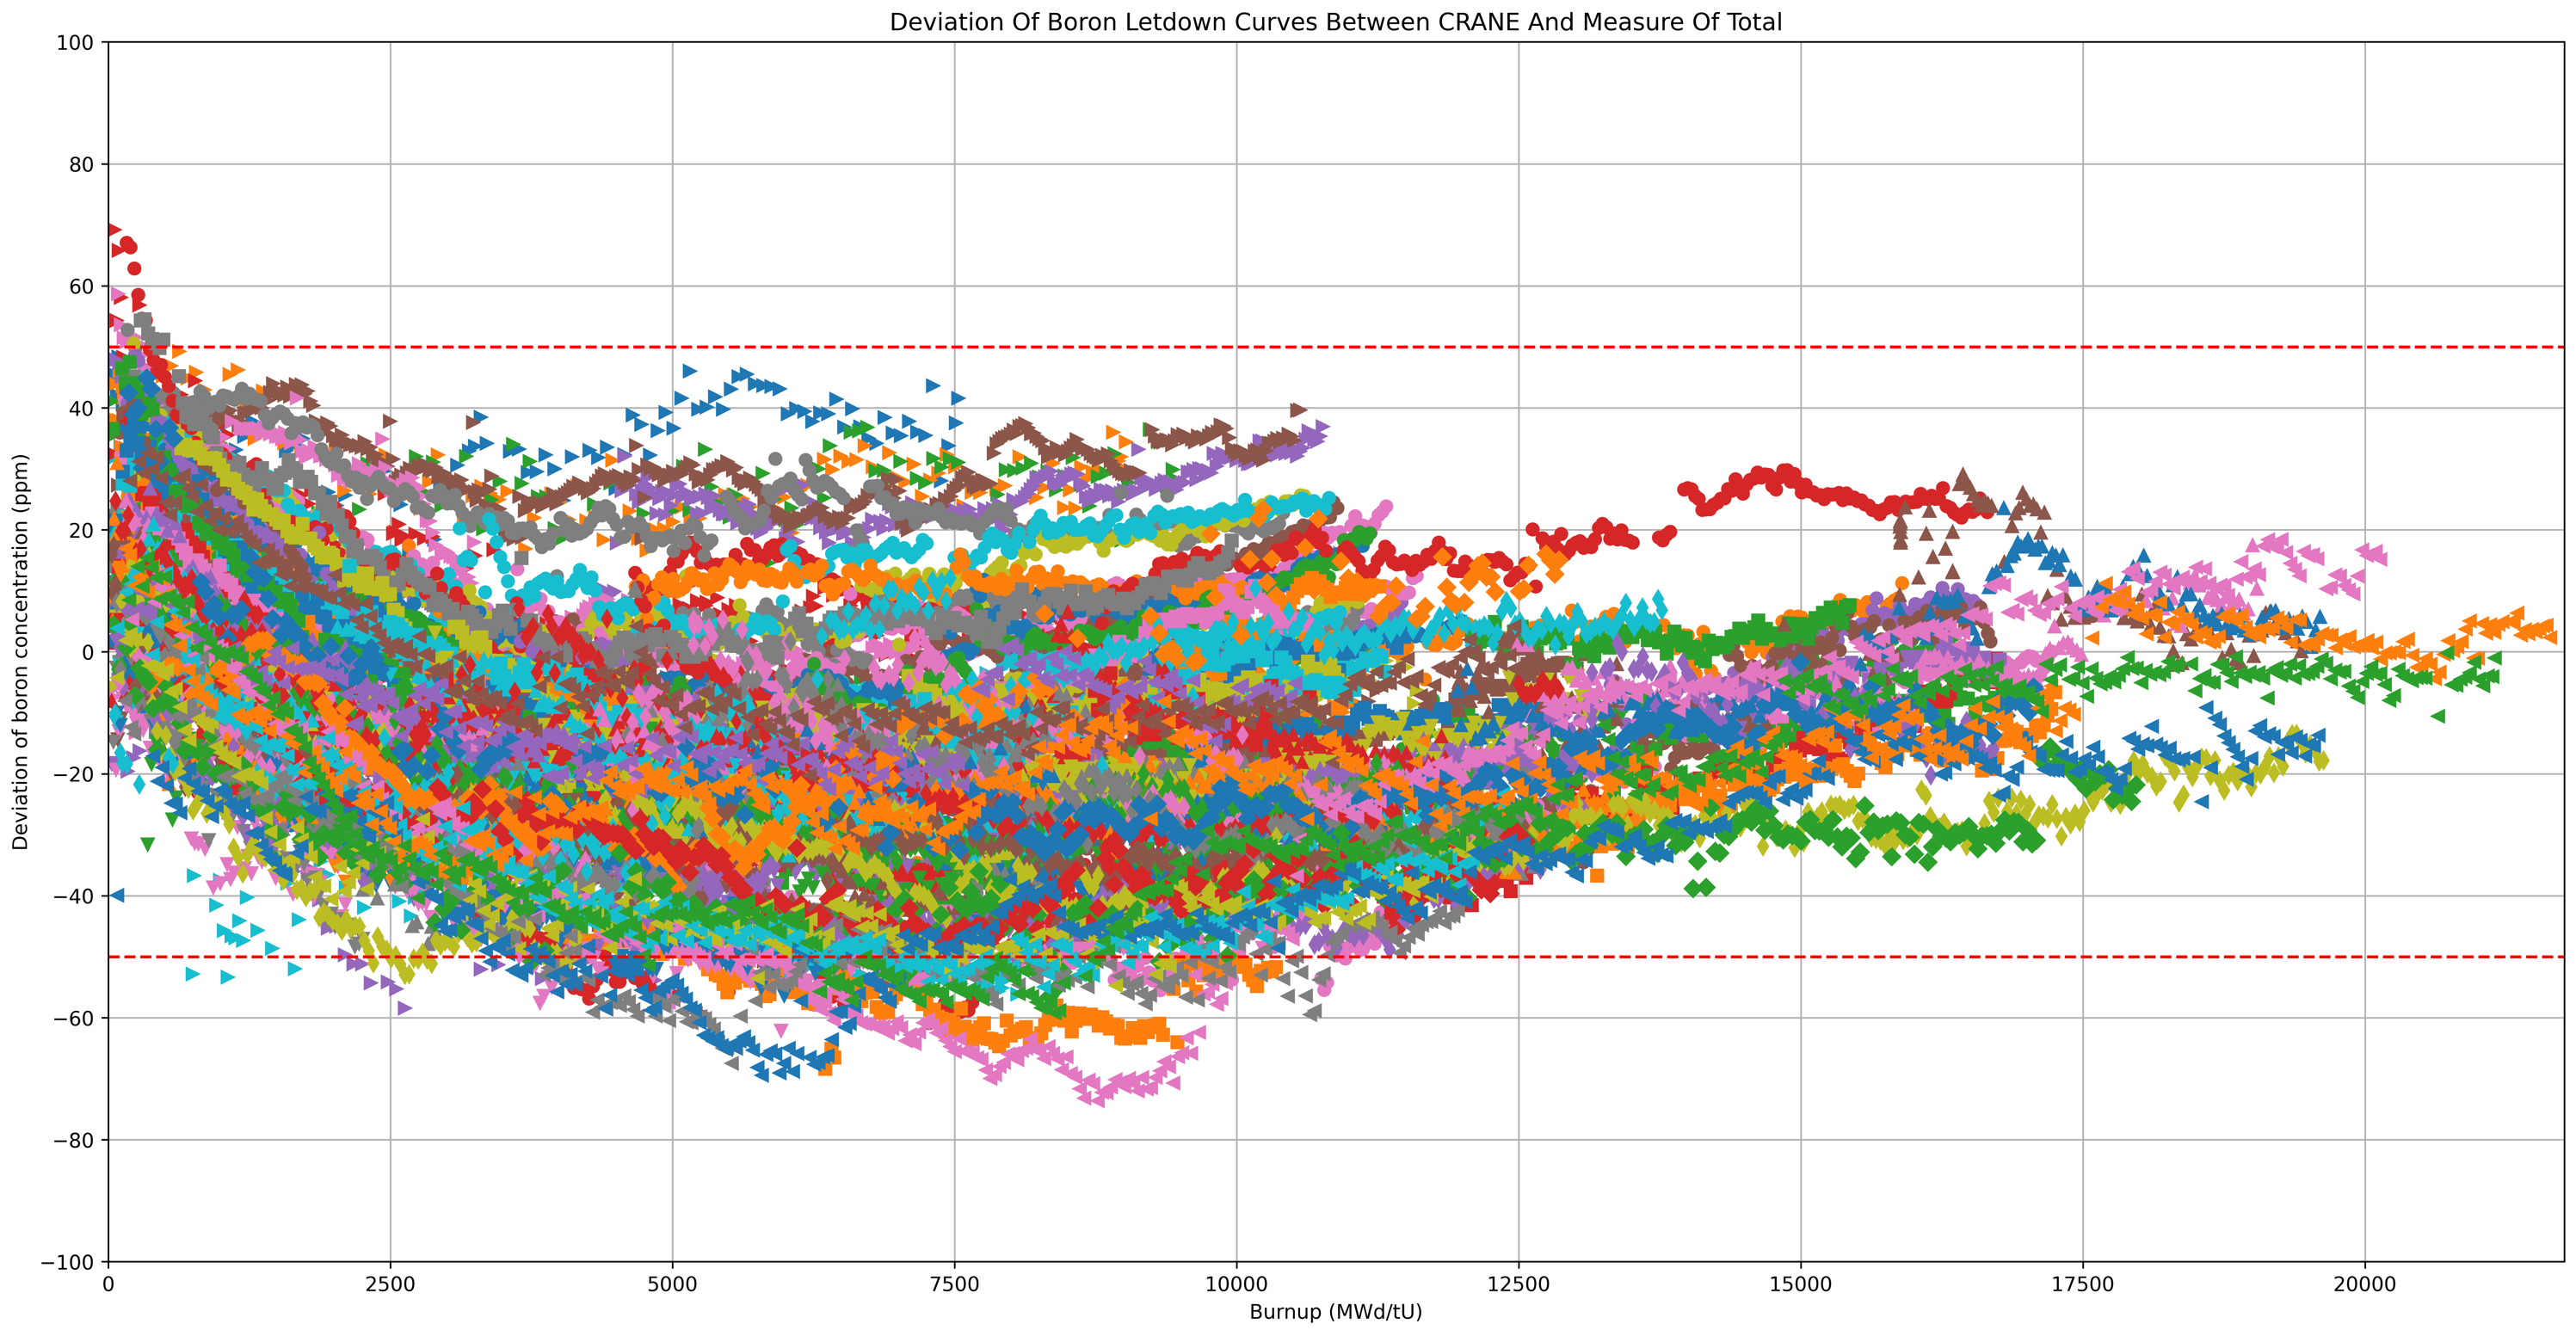 Deviation Of Boron Letdown Curves Between CRANE And Measure Of Total
Deviation of boron concentration (ppm)
100
80
60
40
20
0
−20
−40
−60
−80
−100
0 2500 5000 7500 10000 12500 15000 17500 20000
Burnup (MWd/tU)